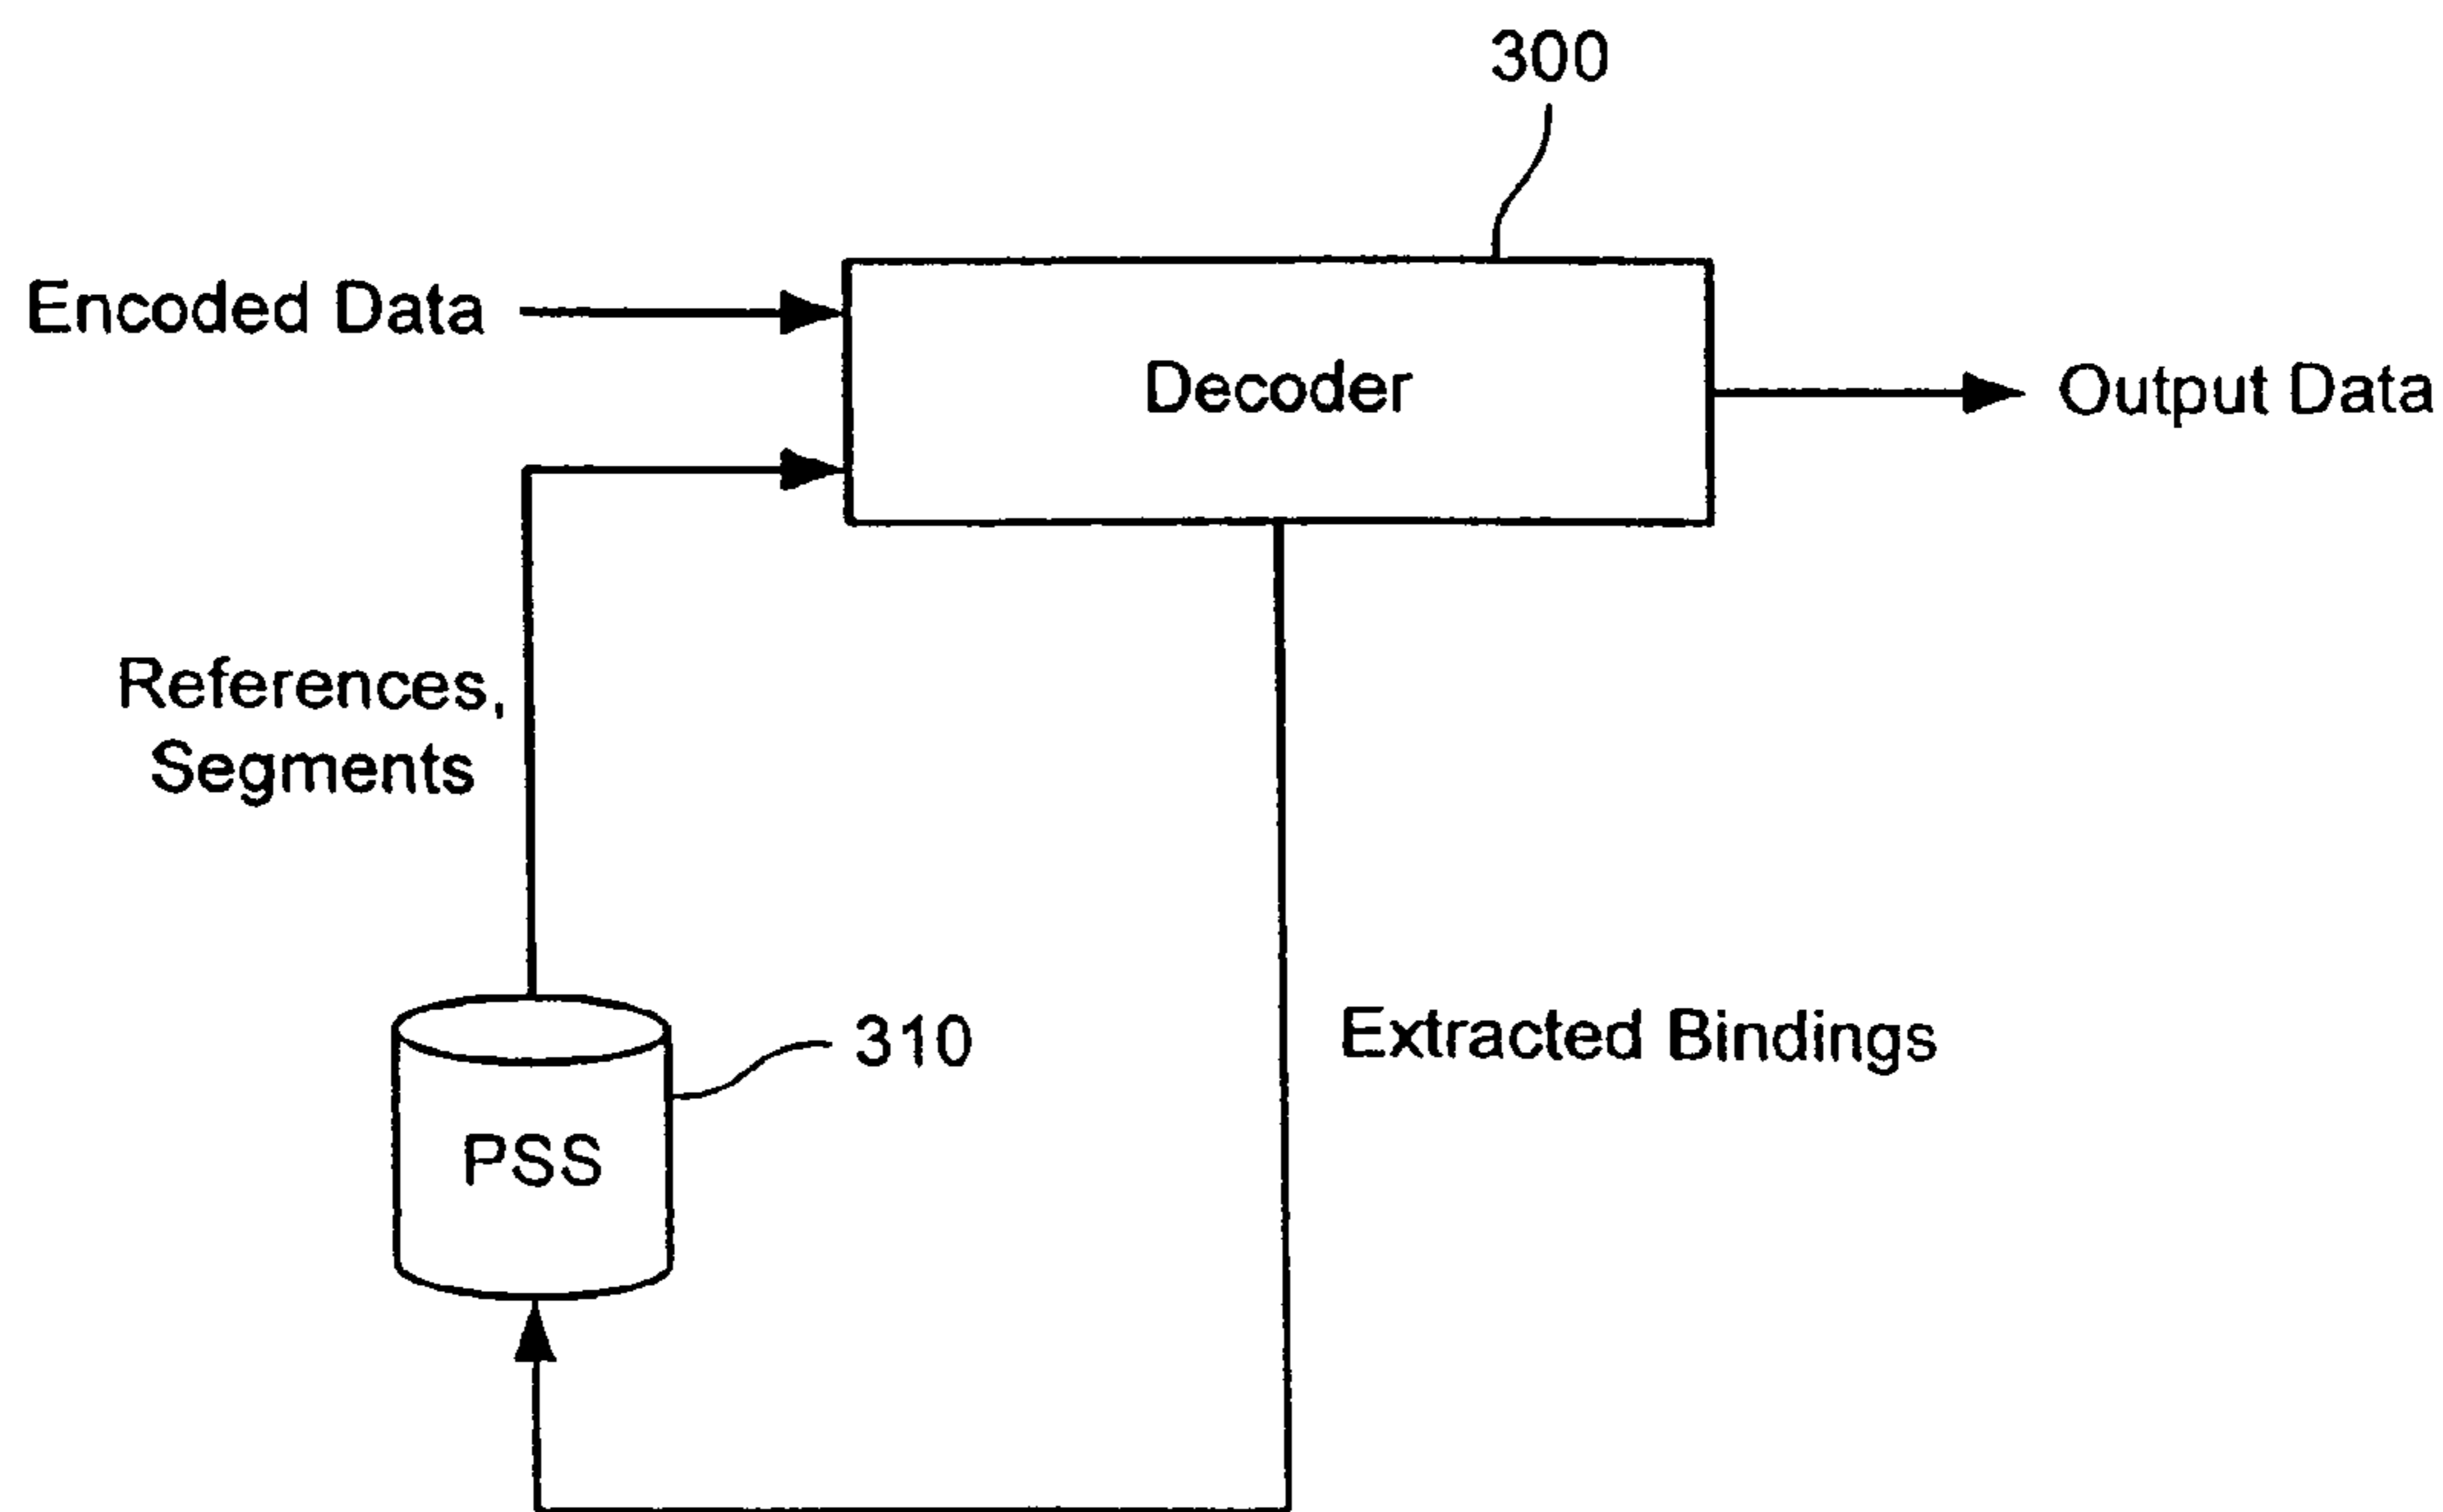 300
Encoded Data
Decoder
Output Data
References,
Segments
310
Extracted Bindings
PSS